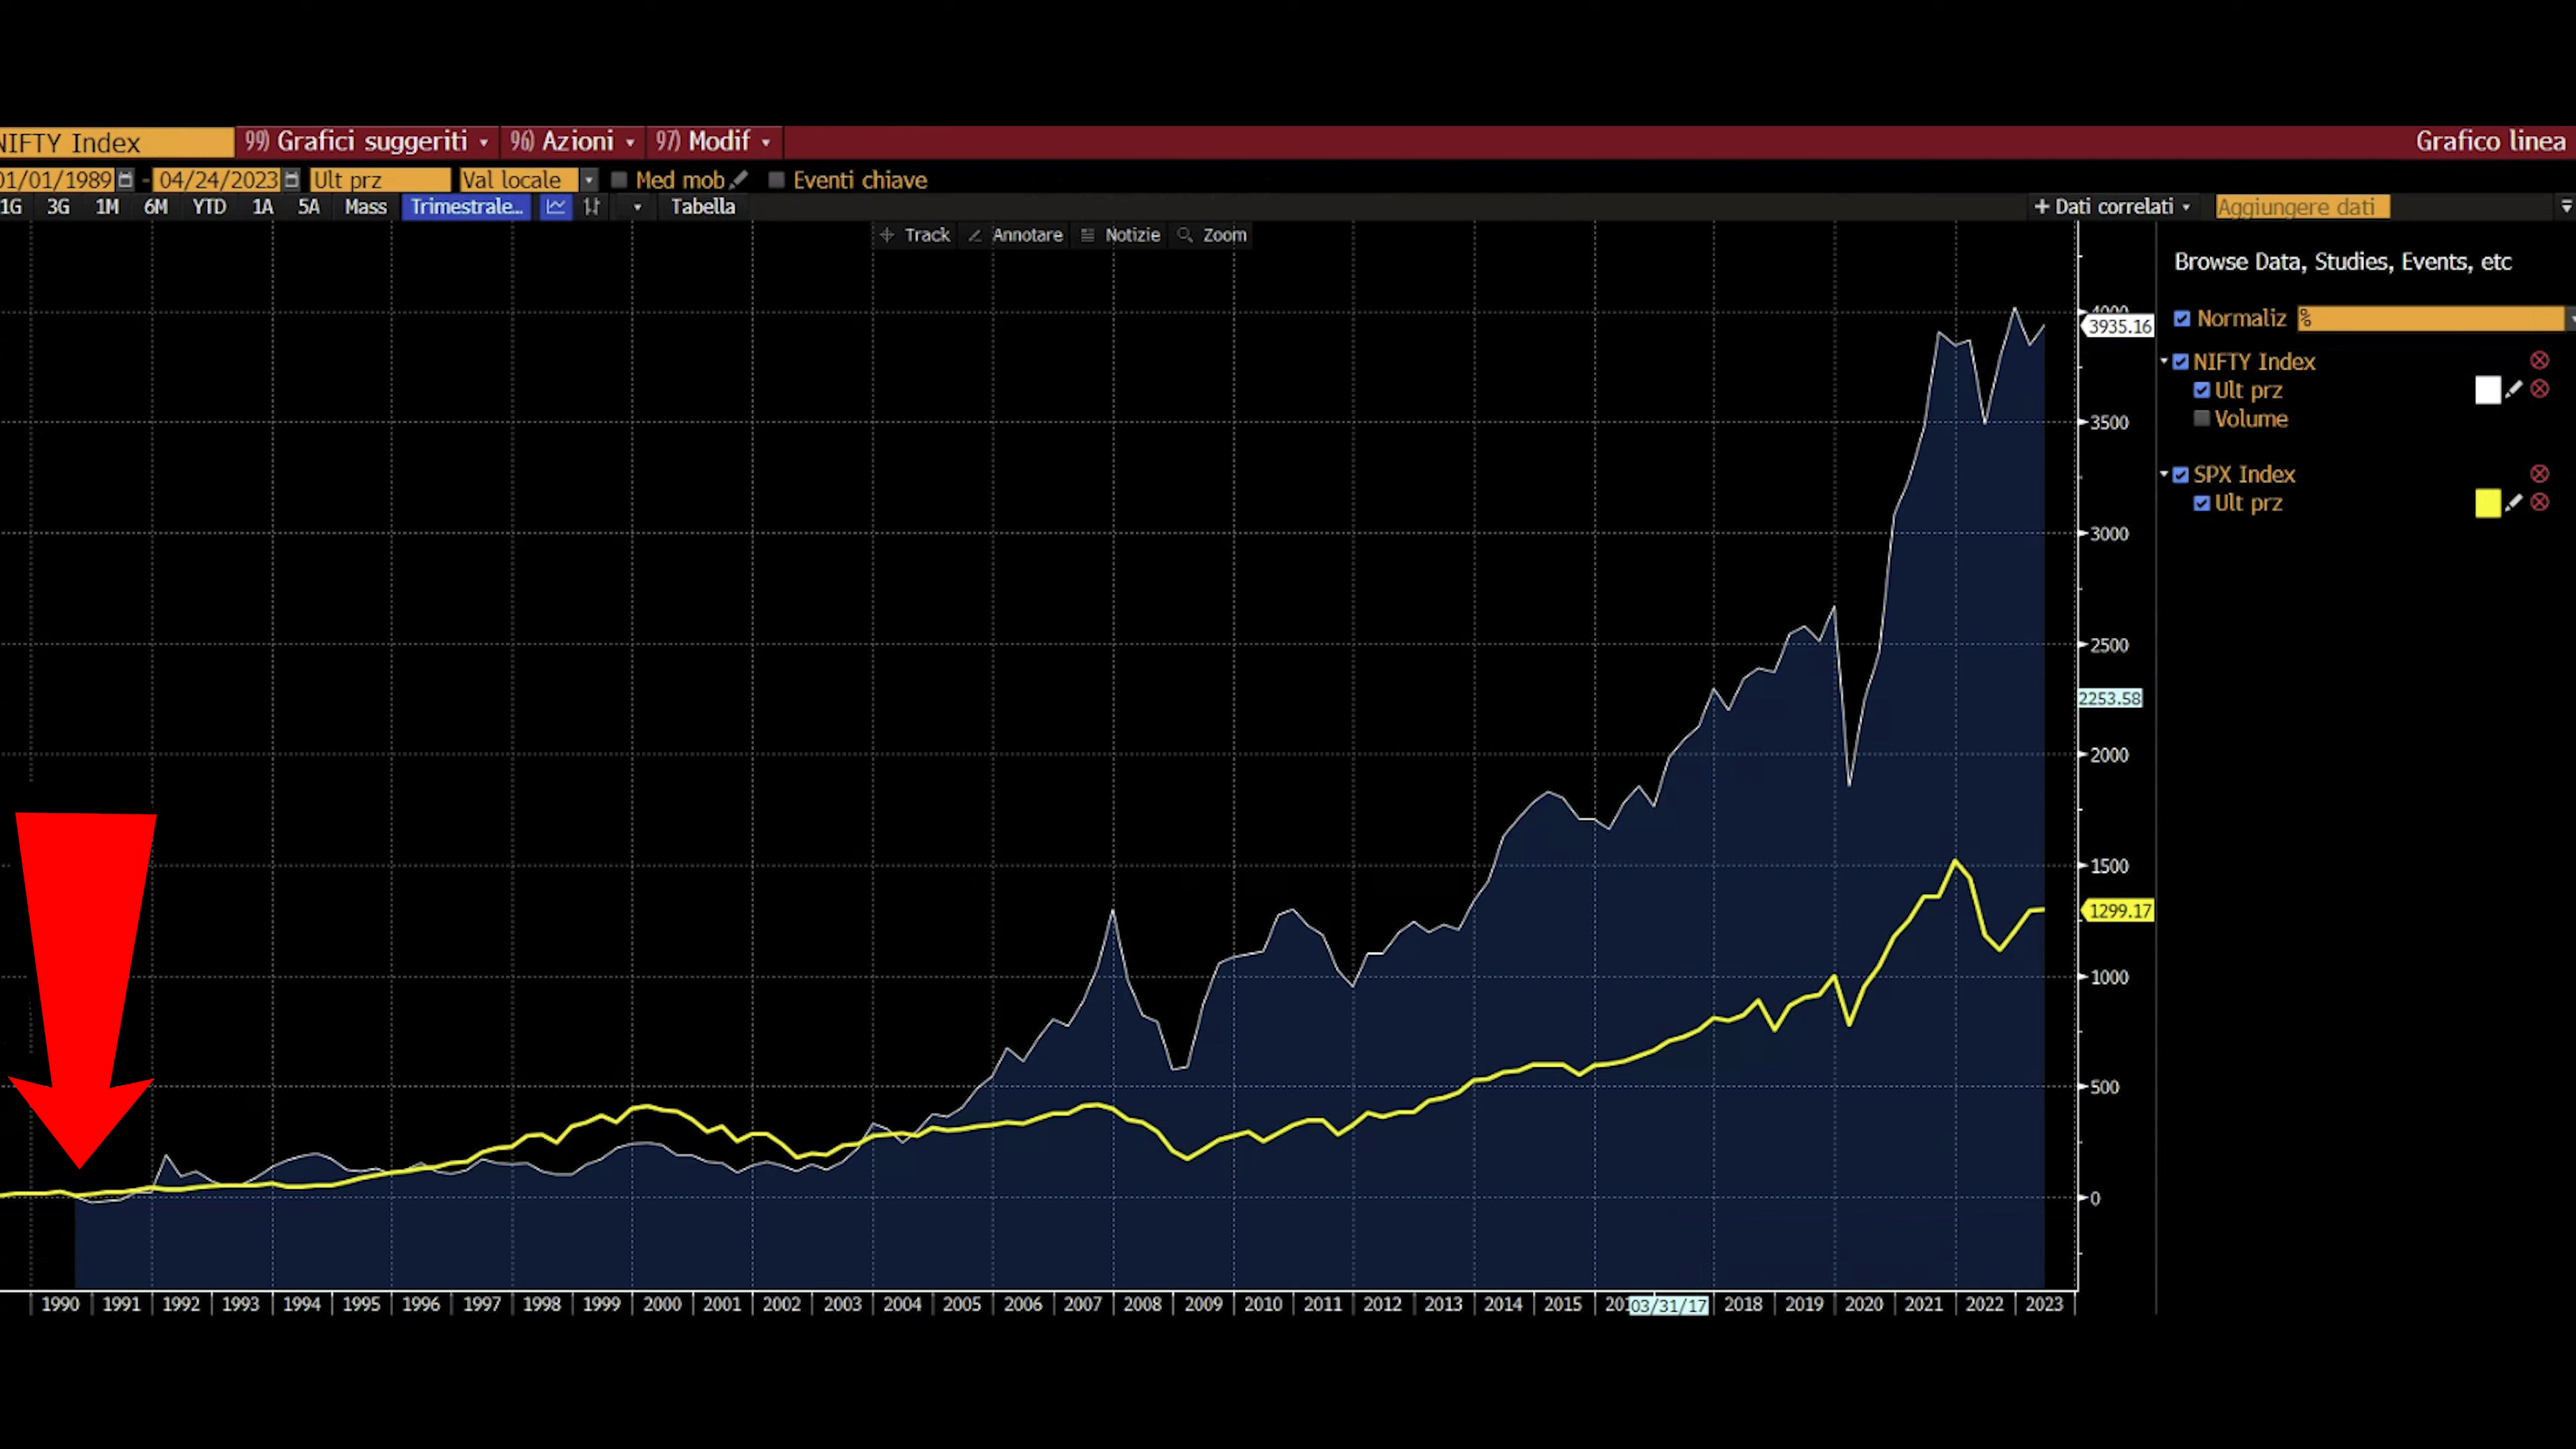 NIFTY Index 99) Grafici suggeriti 96) Azioni 97) Modif Grafico linea
01/01/1989 - 04/24/2023 Ult prz Val locale Med mob Eventi chiave
1G 3G 1M 6M YTD 1A 5A Mass Trimestrale... Tabella + Dati correlati Aggiungere dati
Track Annotare Notizie Zoom
Browse Data, Studies, Events, etc
Normaliz %
NIFTY Index
Ult prz
Volume
SPX Index
Ult prz
4000
3935.16
3500
3000
2500
2253.58
2000
1500
1299.17
1000
500
0
1990 1991 1992 1993 1994 1995 1996 1997 1998 1999 2000 2001 2002 2003 2004 2005 2006 2007 2008 2009 2010 2011 2012 2013 2014 2015 03/31/17 2018 2019 2020 2021 2022 2023